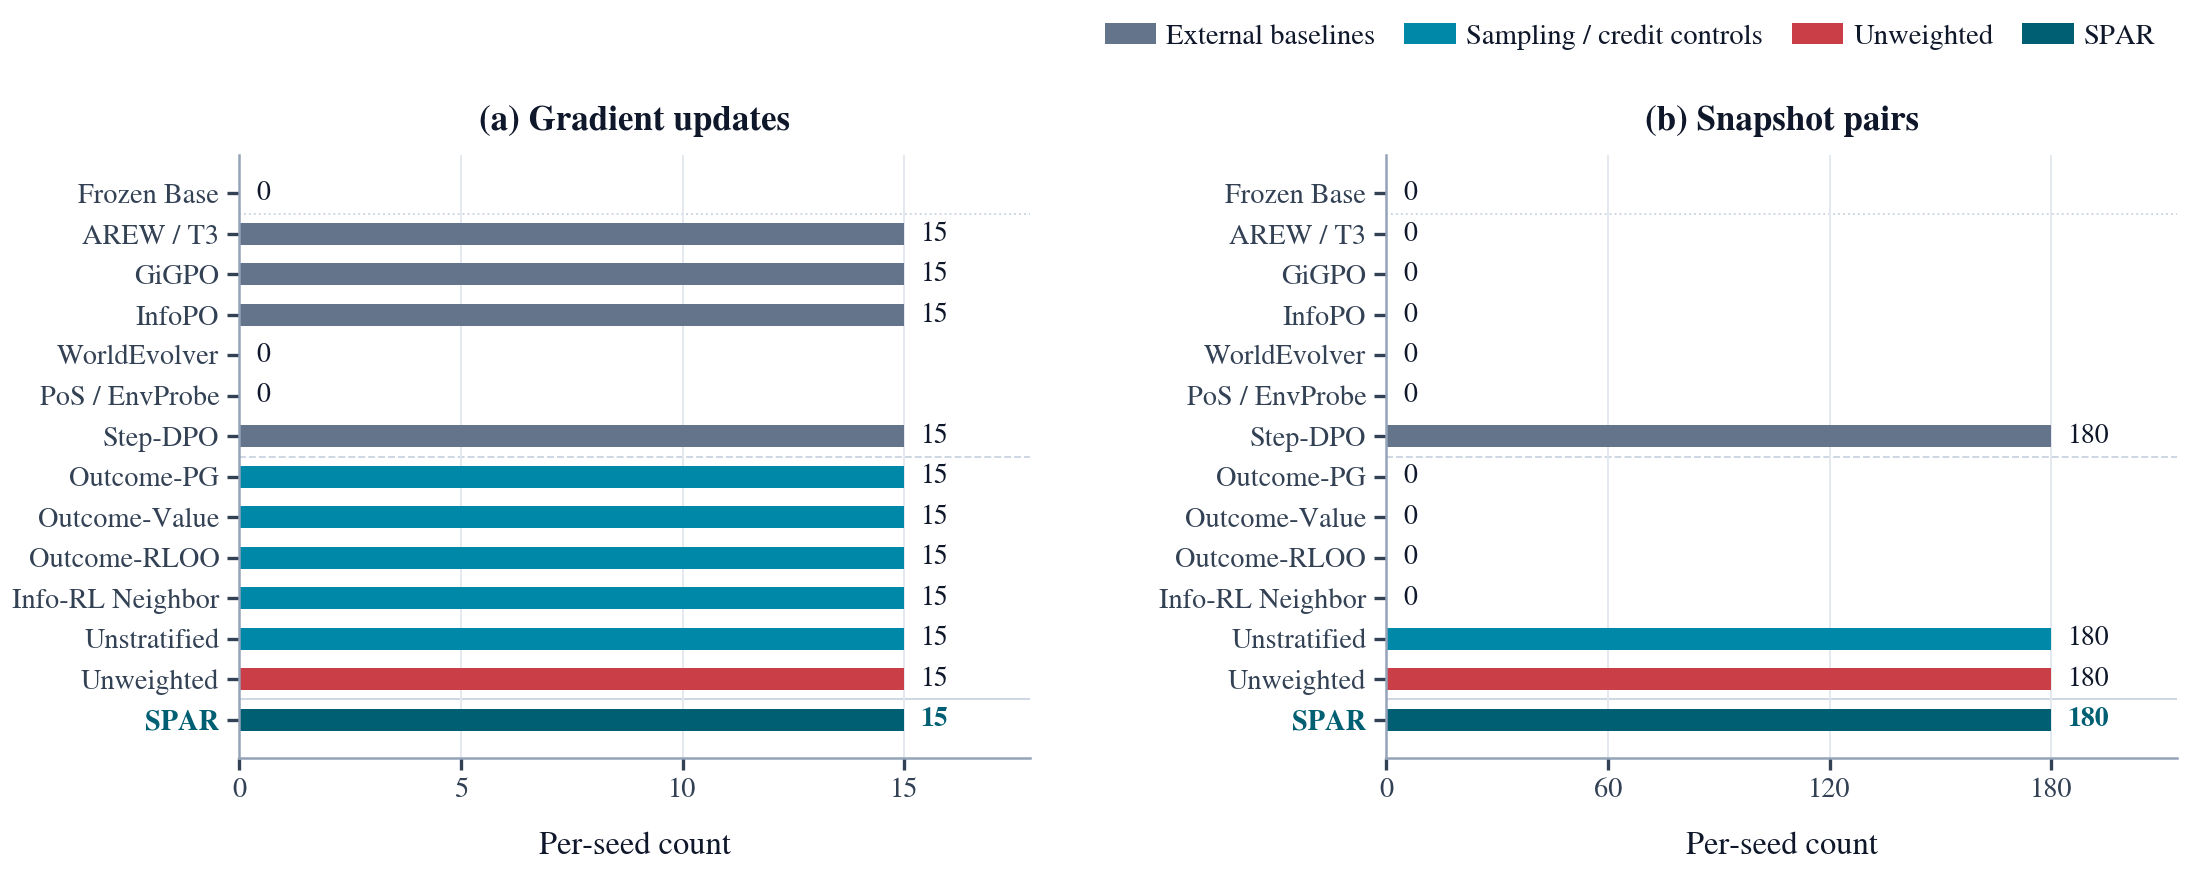 External baselines
Sampling / credit controls
Unweighted
SPAR
(a) Gradient updates
Frozen Base 0
AREW / T3 15
GiGPO 15
InfoPO 15
WorldEvolver 0
PoS / EnvProbe 0
Step-DPO 15
Outcome-PG 15
Outcome-Value 15
Outcome-RLOO 15
Info-RL Neighbor 15
Unstratified 15
Unweighted 15
SPAR 15
0 5 10 15
Per-seed count
(b) Snapshot pairs
Frozen Base 0
AREW / T3 0
GiGPO 0
InfoPO 0
WorldEvolver 0
PoS / EnvProbe 0
Step-DPO 180
Outcome-PG 0
Outcome-Value 0
Outcome-RLOO 0
Info-RL Neighbor 0
Unstratified 180
Unweighted 180
SPAR 180
0 60 120 180
Per-seed count